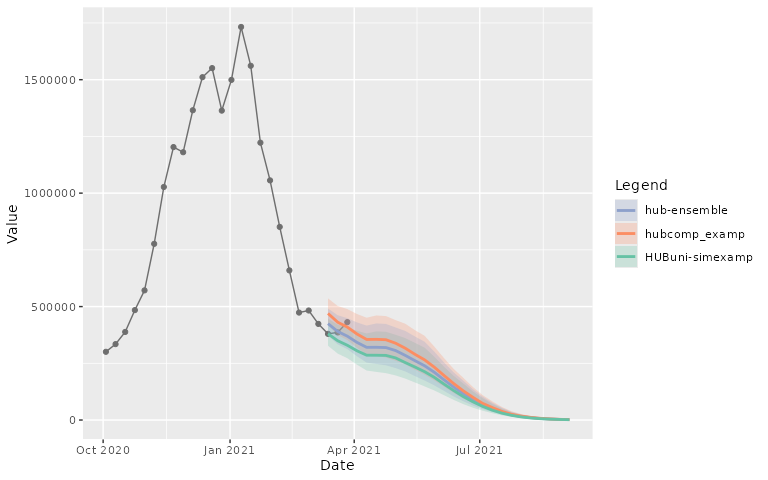 1500000
1000000
500000
0
Value
Oct 2020
Jan 2021
Apr 2021
Jul 2021
Date
Legend
hub-ensemble
hubcomp_examp
HUBuni-simexamp